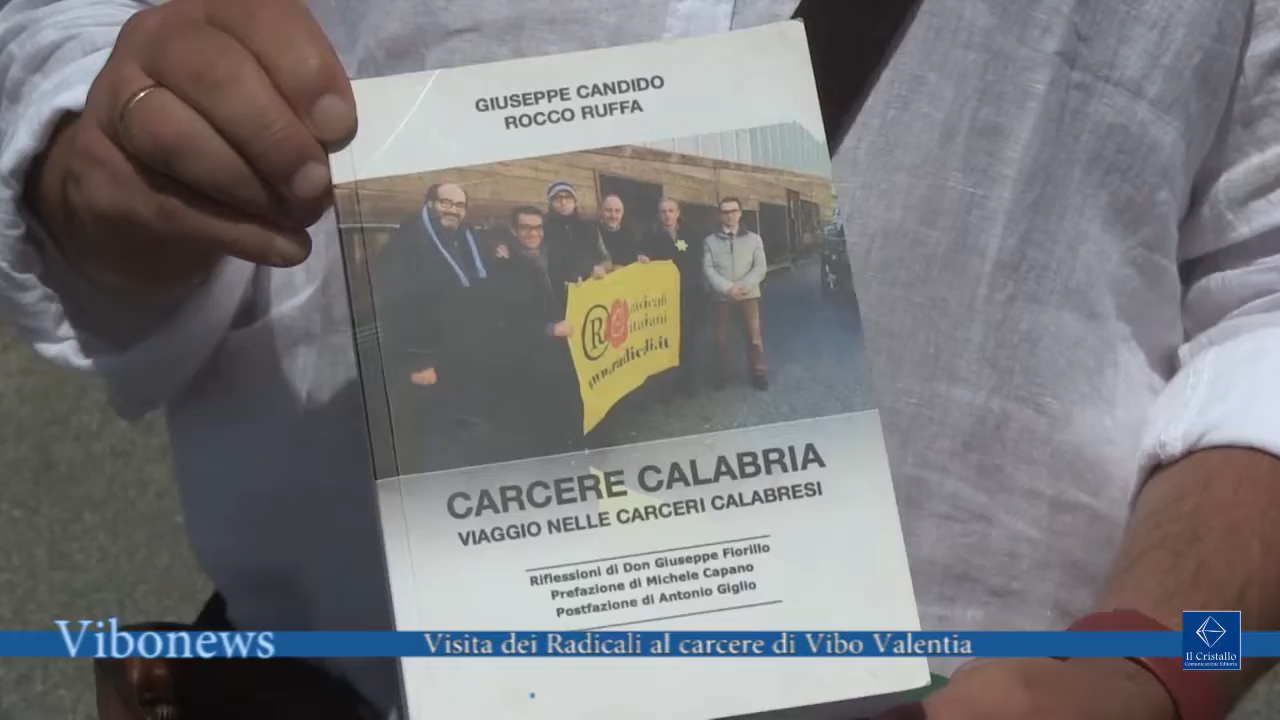 GIUSEPPE CANDIDO
ROCCO RUFFA
Radicali
italiani
www.radicali.it
CARCERE CALABRIA
VIAGGIO NELLE CARCERI CALABRESI
Riflessioni di Don Giuseppe Fiorillo
Prefazione di Michele Capano
Postfazione di Antonio Giglio
Vibonews
Visita dei Radicali al carcere di Vibo Valentia
Il Cristallo
Comunicazione Editoria